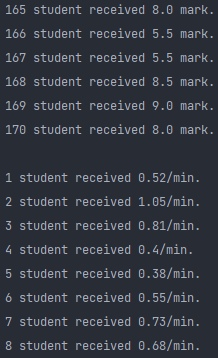 165 student received 8.0 mark.
166 student received 5.5 mark.
167 student received 5.5 mark.
168 student received 8.5 mark.
169 student received 9.0 mark.
170 student received 8.0 mark.
1 student received 0.52/min.
2 student received 1.05/min.
3 student received 0.81/min.
4 student received 0.4/min.
5 student received 0.38/min.
6 student received 0.55/min.
7 student received 0.73/min.
8 student received 0.68/min.